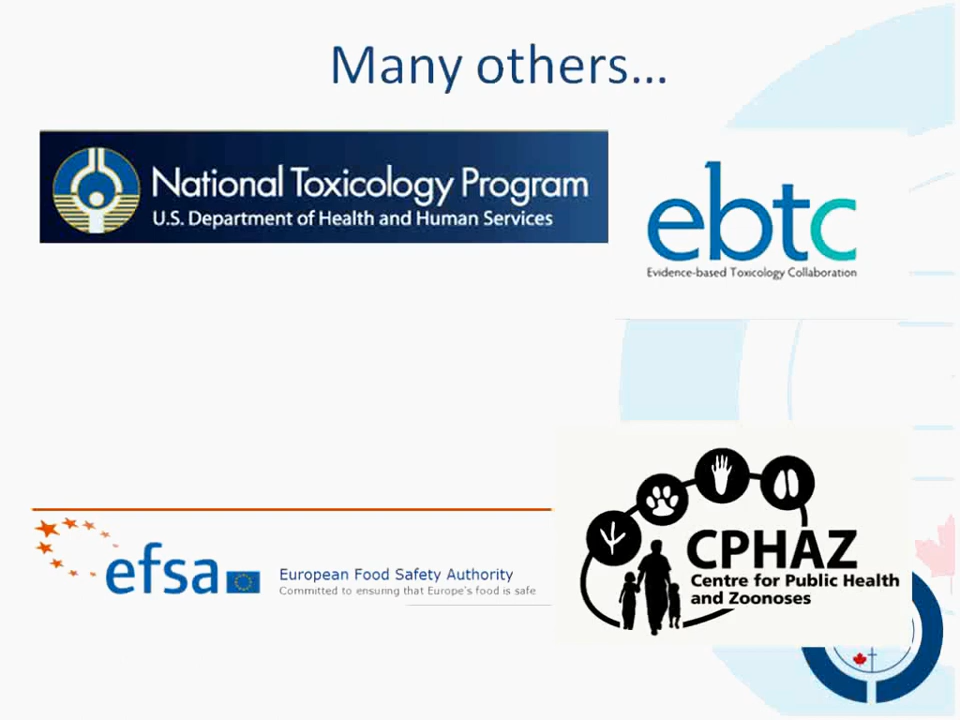 Many others…
National Toxicology Program
U.S. Department of Health and Human Services
ebtc
Evidence-based Toxicology Collaboration
efsa
European Food Safety Authority
Committed to ensuring that Europe's food is safe
CPHAZ
Centre for Public Health
and Zoonoses